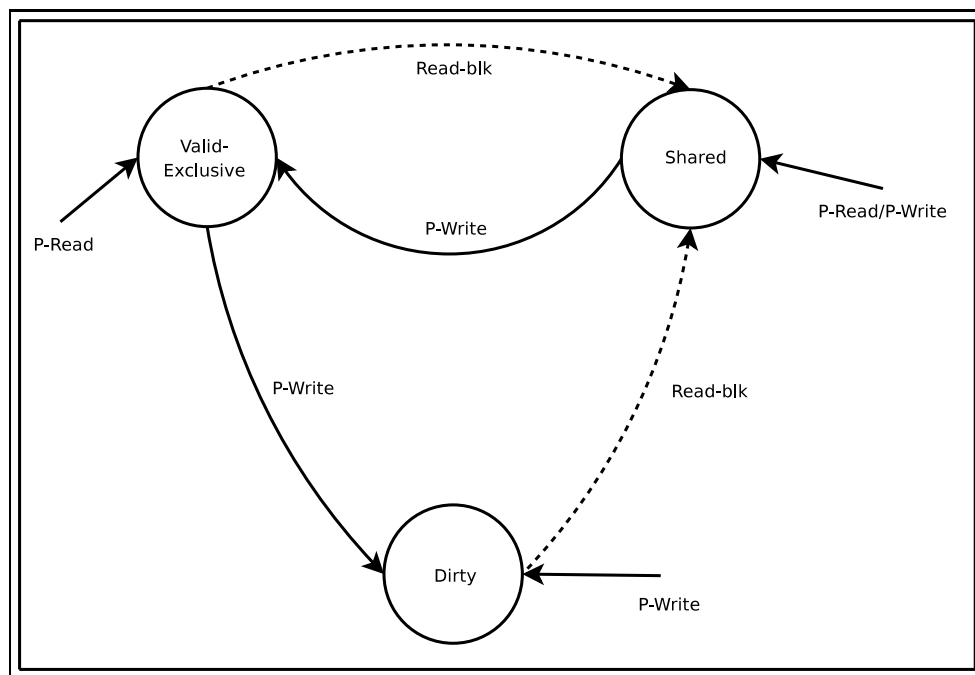 Read-blk
Valid-
Exclusive
Shared
P-Read
P-Write
P-Read/P-Write
P-Write
Read-blk
Dirty
P-Write